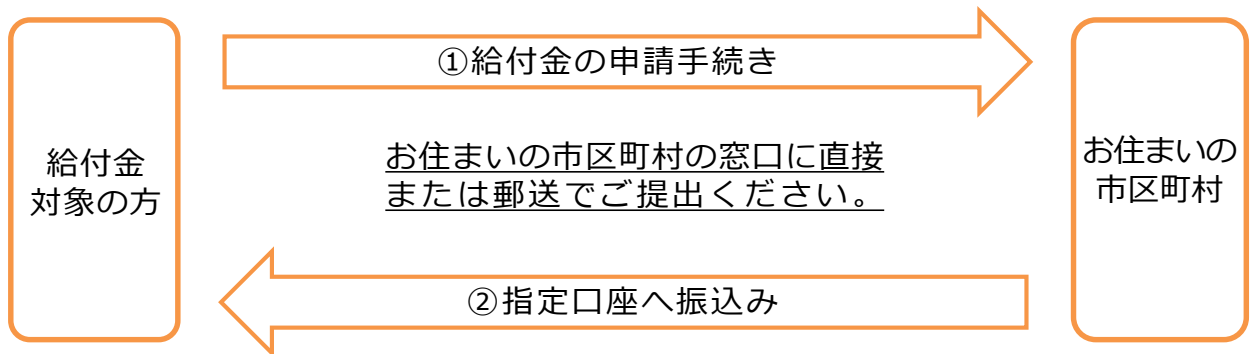 給付金
対象の方
①給付金の申請手続き
お住まいの市区町村の窓口に直接
または郵送でご提出ください。
②指定口座へ振込み
お住まいの
市区町村